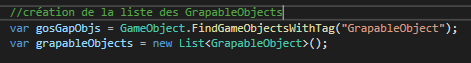 //création de la liste des GrapableObjects
var gosGapObjs = GameObject.FindGameObjectsWithTag("GrapableObject");
var grapableObjects = new List<GrapableObject>();